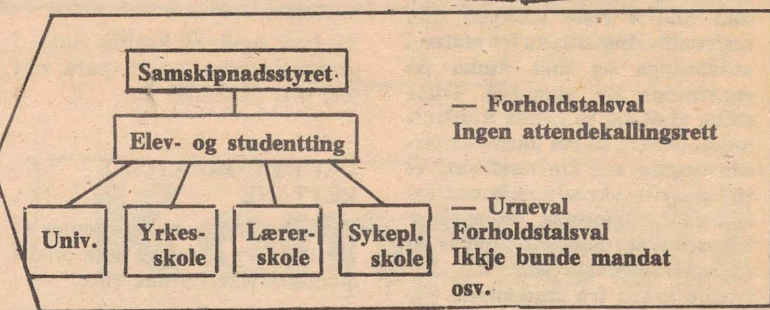 Samskipnadsstyret
Elev- og studentting
— Forholdstalsval
Ingen attendekallingsrett
Univ.
Yrkes-
skole
Lærer-
skole
Sykepl.
skole
— Urneval
Forholdstalsval
Ikkje bunde mandat
osv.